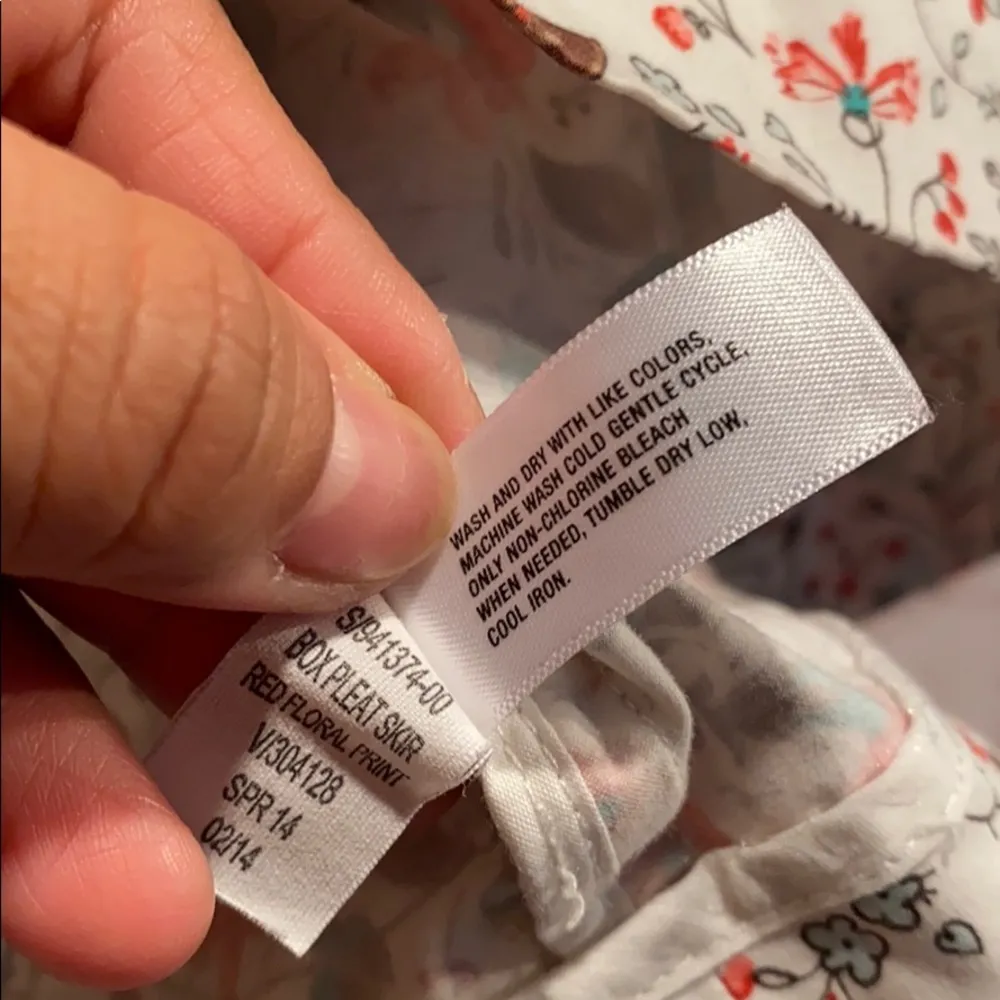 WASH AND DRY WITH LIKE COLORS,
MACHINE WASH COLD GENTLE CYCLE,
ONLY NON-CHLORINE BLEACH
WHEN NEEDED, TUMBLE DRY LOW,
COOL IRON.
S/941374-00
BOX PLEAT SKIR
RED FLORAL PRINT
V/304128
SPR 14
02/14